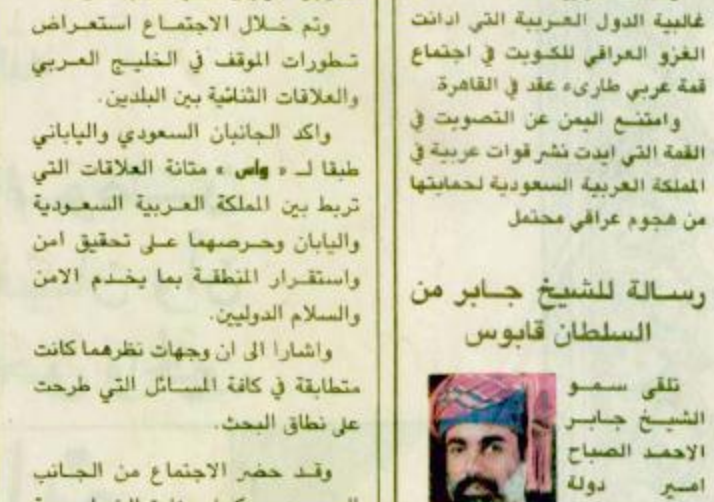 غالبية الدول العربية التي ادانت
الغزو العراقي للكويت في اجتماع
قمة عربي طارىء عقد في القاهرة
وامتنع اليمن عن التصويت في
القمة التي ايدت نشر قوات عربية في
المملكة العربية السعودية لحمايتها
من هجوم عراقي محتمل
رسالة للشيخ جابر من
السلطان قابوس
تلقى سمو
الشيخ جابر
الاحمد الصباح
امير دولة
وتم خلال الاجتماع استعراض
تطورات الموقف في الخليج العربي
والعلاقات الثنائية بين البلدين.
واكد الجانبان السعودي والياباني
طبقا لـ « واس » متانة العلاقات التي
تربط بين المملكة العربية السعودية
واليابان وحرصهما على تحقيق امن
واستقرار المنطقة بما يخدم الامن
والسلام الدوليين.
واشارا الى ان وجهات نظرهما كانت
متطابقة في كافة المسائل التي طرحت
على نطاق البحث.
وقد حضر الاجتماع من الجانب